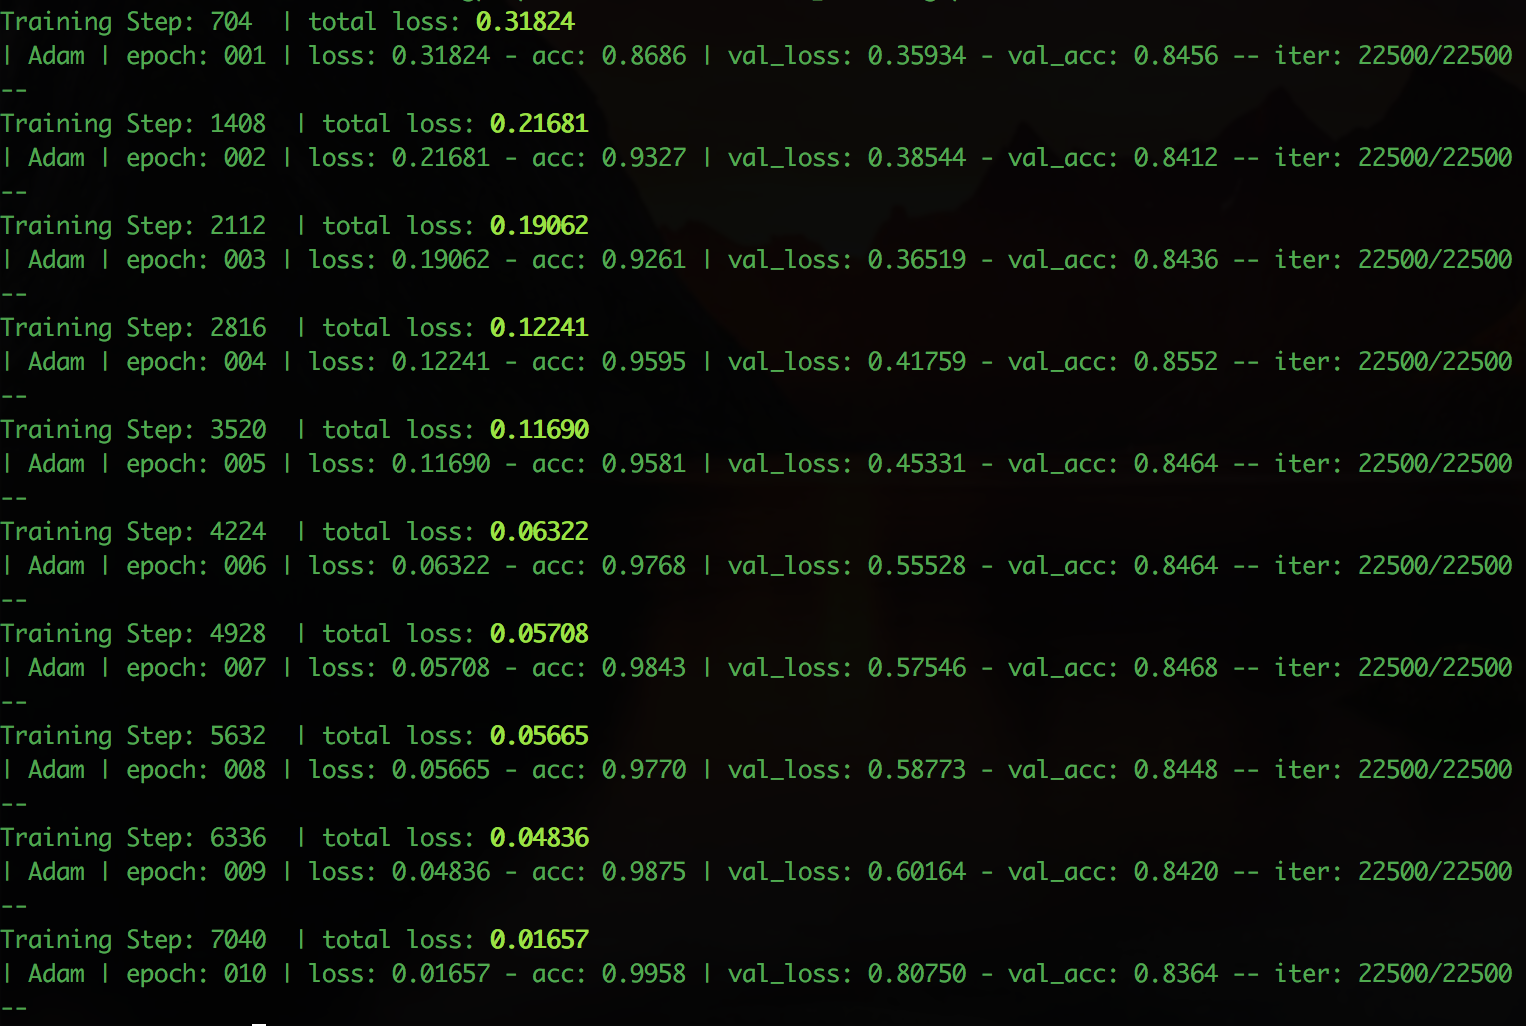 Training Step: 704  | total loss: 0.31824
| Adam | epoch: 001 | loss: 0.31824 - acc: 0.8686 | val_loss: 0.35934 - val_acc: 0.8456 -- iter: 22500/22500
--
Training Step: 1408  | total loss: 0.21681
| Adam | epoch: 002 | loss: 0.21681 - acc: 0.9327 | val_loss: 0.38544 - val_acc: 0.8412 -- iter: 22500/22500
--
Training Step: 2112  | total loss: 0.19062
| Adam | epoch: 003 | loss: 0.19062 - acc: 0.9261 | val_loss: 0.36519 - val_acc: 0.8436 -- iter: 22500/22500
--
Training Step: 2816  | total loss: 0.12241
| Adam | epoch: 004 | loss: 0.12241 - acc: 0.9595 | val_loss: 0.41759 - val_acc: 0.8552 -- iter: 22500/22500
--
Training Step: 3520  | total loss: 0.11690
| Adam | epoch: 005 | loss: 0.11690 - acc: 0.9581 | val_loss: 0.45331 - val_acc: 0.8464 -- iter: 22500/22500
--
Training Step: 4224  | total loss: 0.06322
| Adam | epoch: 006 | loss: 0.06322 - acc: 0.9768 | val_loss: 0.55528 - val_acc: 0.8464 -- iter: 22500/22500
--
Training Step: 4928  | total loss: 0.05708
| Adam | epoch: 007 | loss: 0.05708 - acc: 0.9843 | val_loss: 0.57546 - val_acc: 0.8468 -- iter: 22500/22500
--
Training Step: 5632  | total loss: 0.05665
| Adam | epoch: 008 | loss: 0.05665 - acc: 0.9770 | val_loss: 0.58773 - val_acc: 0.8448 -- iter: 22500/22500
--
Training Step: 6336  | total loss: 0.04836
| Adam | epoch: 009 | loss: 0.04836 - acc: 0.9875 | val_loss: 0.60164 - val_acc: 0.8420 -- iter: 22500/22500
--
Training Step: 7040  | total loss: 0.01657
| Adam | epoch: 010 | loss: 0.01657 - acc: 0.9958 | val_loss: 0.80750 - val_acc: 0.8364 -- iter: 22500/22500
--